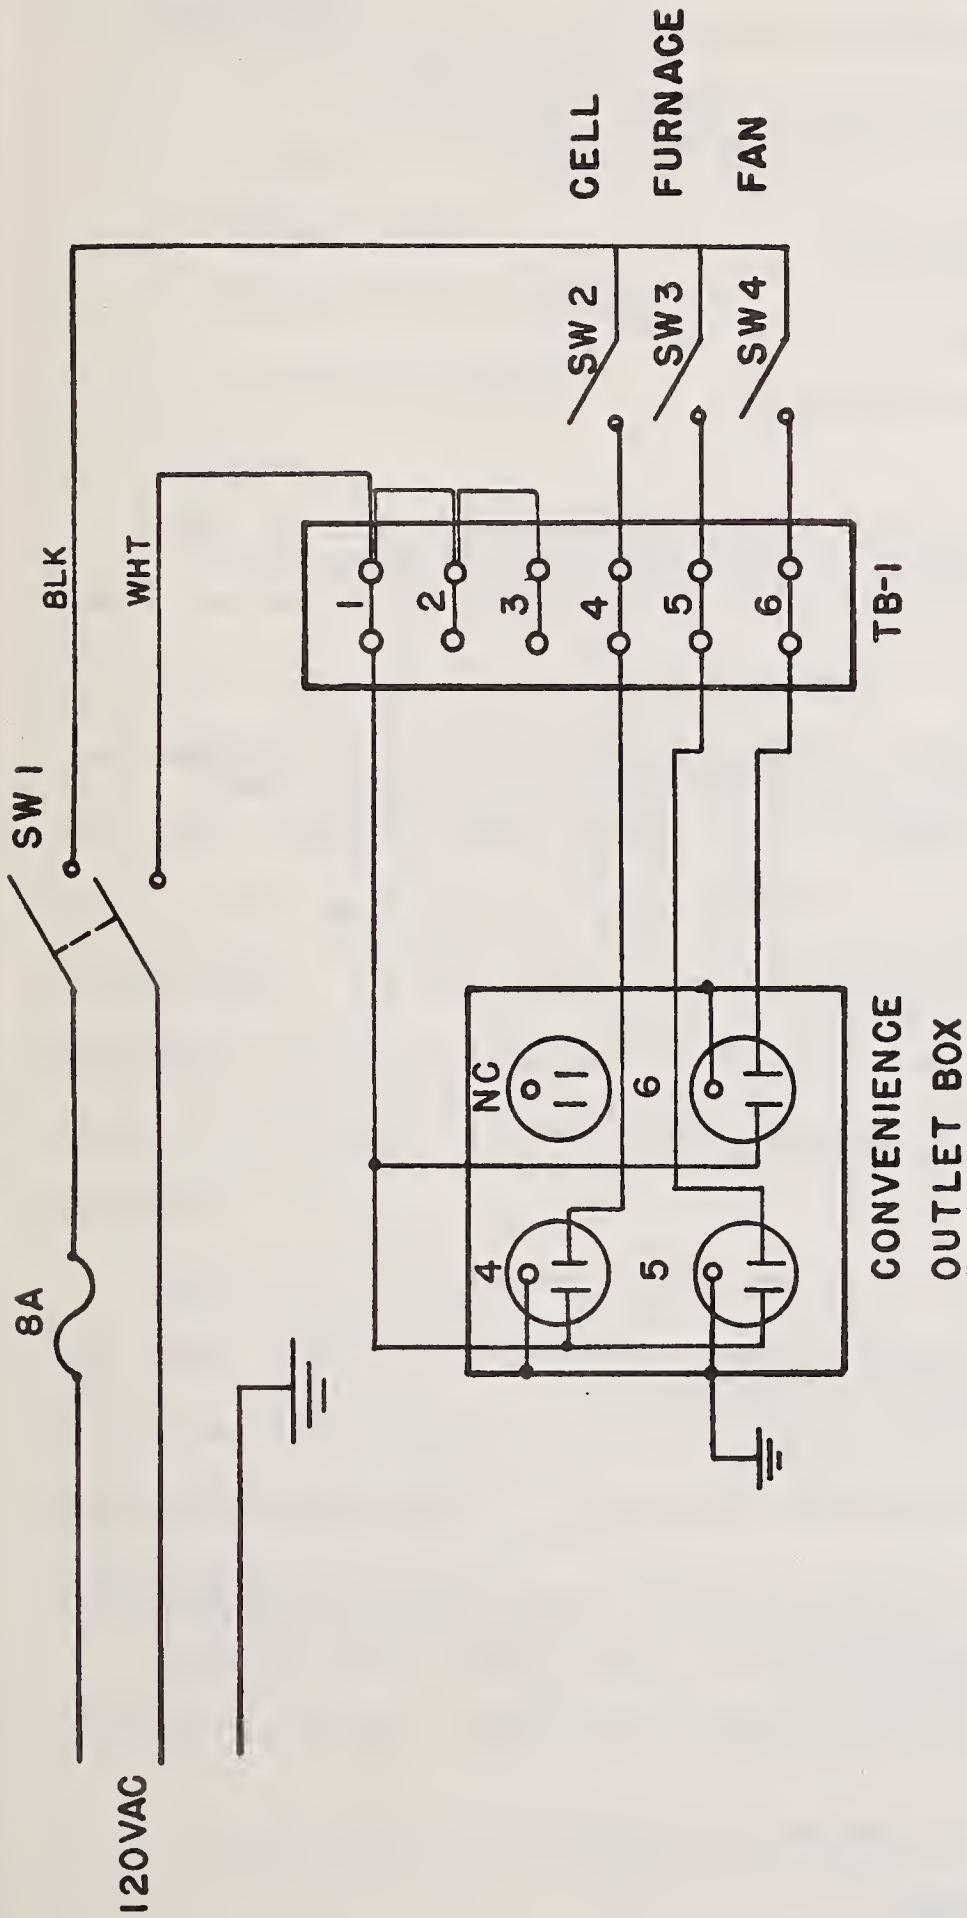 120VAC
8A
SW 1
BLK
WHT
1
2
3
4
5
6
TB-1
SW 2
SW 3
SW 4
CELL
FURNACE
FAN
4
NC
5
6
CONVENIENCE
OUTLET BOX